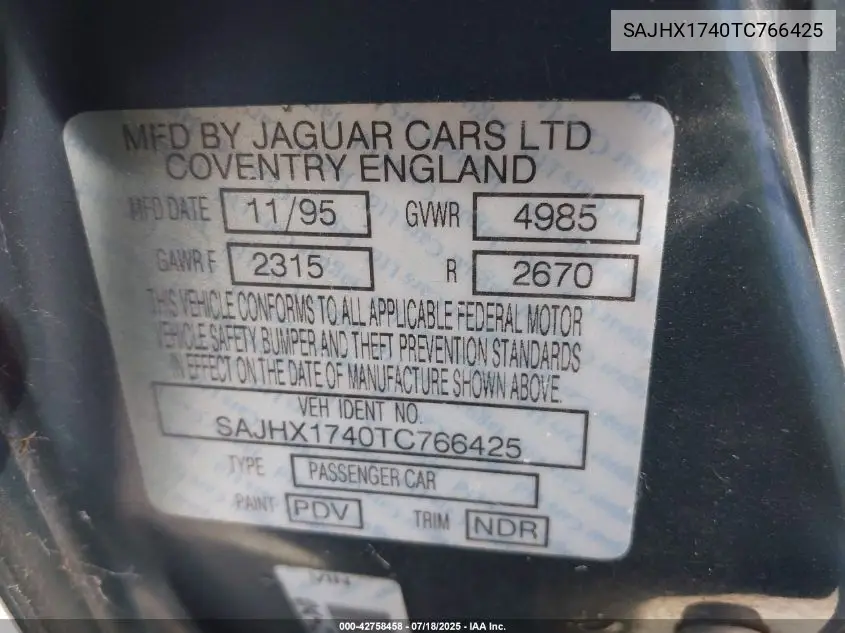 SAJHX1740TC766425
MFD BY JAGUAR CARS LTD
COVENTRY ENGLAND
MFD DATE 11/95 GVWR 4985
GAWR F 2315 R 2670
THIS VEHICLE CONFORMS TO ALL APPLICABLE FEDERAL MOTOR
VEHICLE SAFETY, BUMPER AND THEFT PREVENTION STANDARDS
IN EFFECT ON THE DATE OF MANUFACTURE SHOWN ABOVE.
VEH IDENT NO.
SAJHX1740TC766425
TYPE PASSENGER CAR
PAINT PDV TRIM NDR
000-42758458 - 07/18/2025 - IAA Inc.